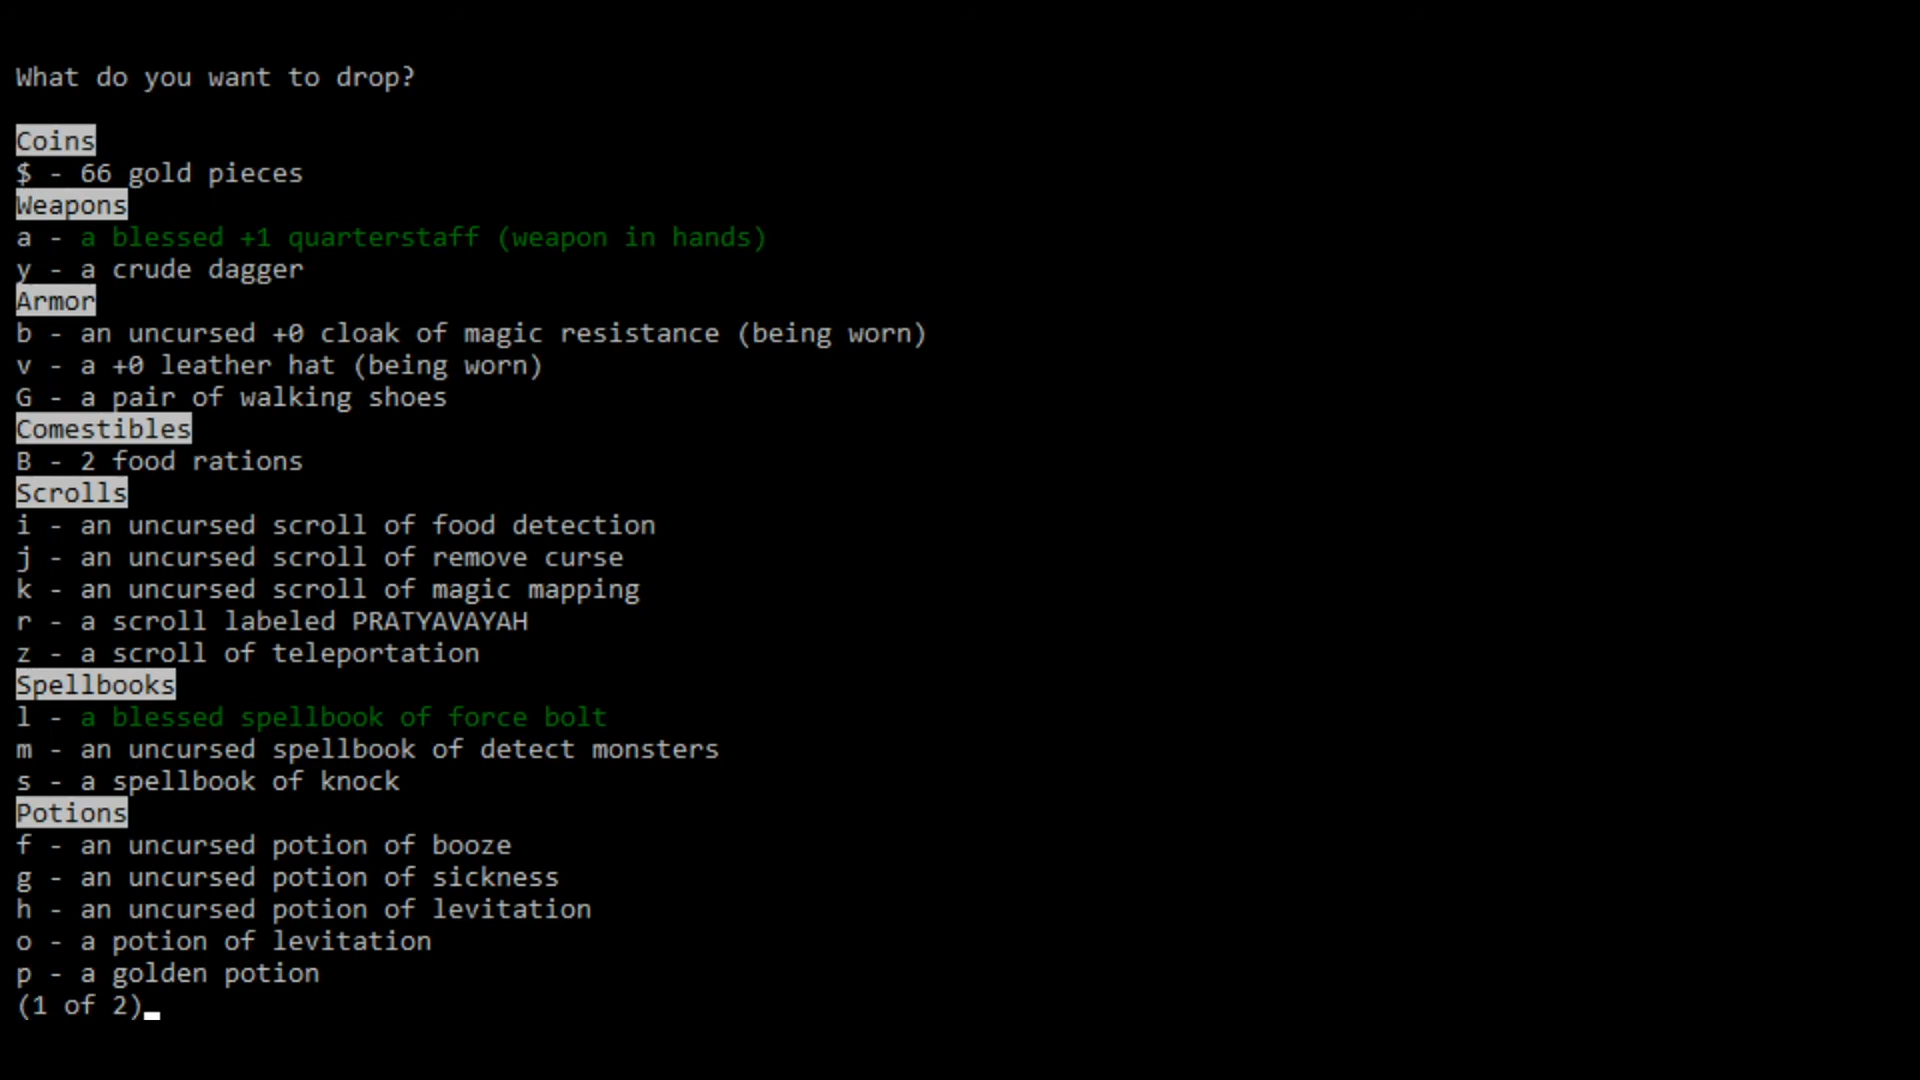 What do you want to drop?
Coins
$ - 66 gold pieces
Weapons
a - a blessed +1 quarterstaff (weapon in hands)
y - a crude dagger
Armor
b - an uncursed +0 cloak of magic resistance (being worn)
v - a +0 leather hat (being worn)
G - a pair of walking shoes
Comestibles
B - 2 food rations
Scrolls
i - an uncursed scroll of food detection
j - an uncursed scroll of remove curse
k - an uncursed scroll of magic mapping
r - a scroll labeled PRATYAVAYAH
z - a scroll of teleportation
Spellbooks
l - a blessed spellbook of force bolt
m - an uncursed spellbook of detect monsters
s - a spellbook of knock
Potions
f - an uncursed potion of booze
g - an uncursed potion of sickness
h - an uncursed potion of levitation
o - a potion of levitation
p - a golden potion
(1 of 2)